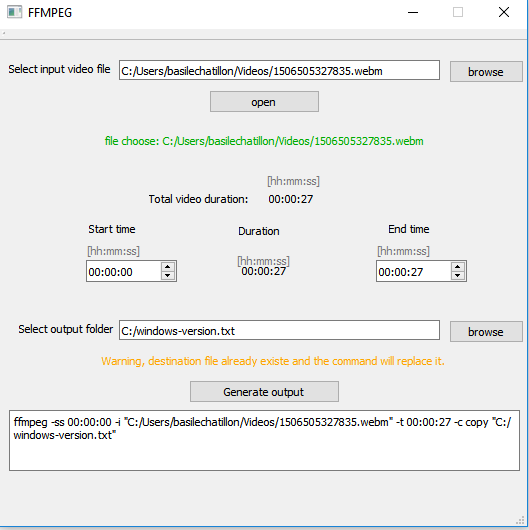 FFMPEG
Select input video file C:/Users/basilechatillon/Videos/1506505327835.webm browse
open
file choose: C:/Users/basilechatillon/Videos/1506505327835.webm
[hh:mm:ss]
Total video duration: 00:00:27
Start time Duration End time
[hh:mm:ss] [hh:mm:ss] [hh:mm:ss]
00:00:00 00:00:27 00:00:27
Select output folder C:/windows-version.txt browse
Warning, destination file already existe and the command will replace it.
Generate output
ffmpeg -ss 00:00:00 -i "C:/Users/basilechatillon/Videos/1506505327835.webm" -t 00:00:27 -c copy "C:/
windows-version.txt"